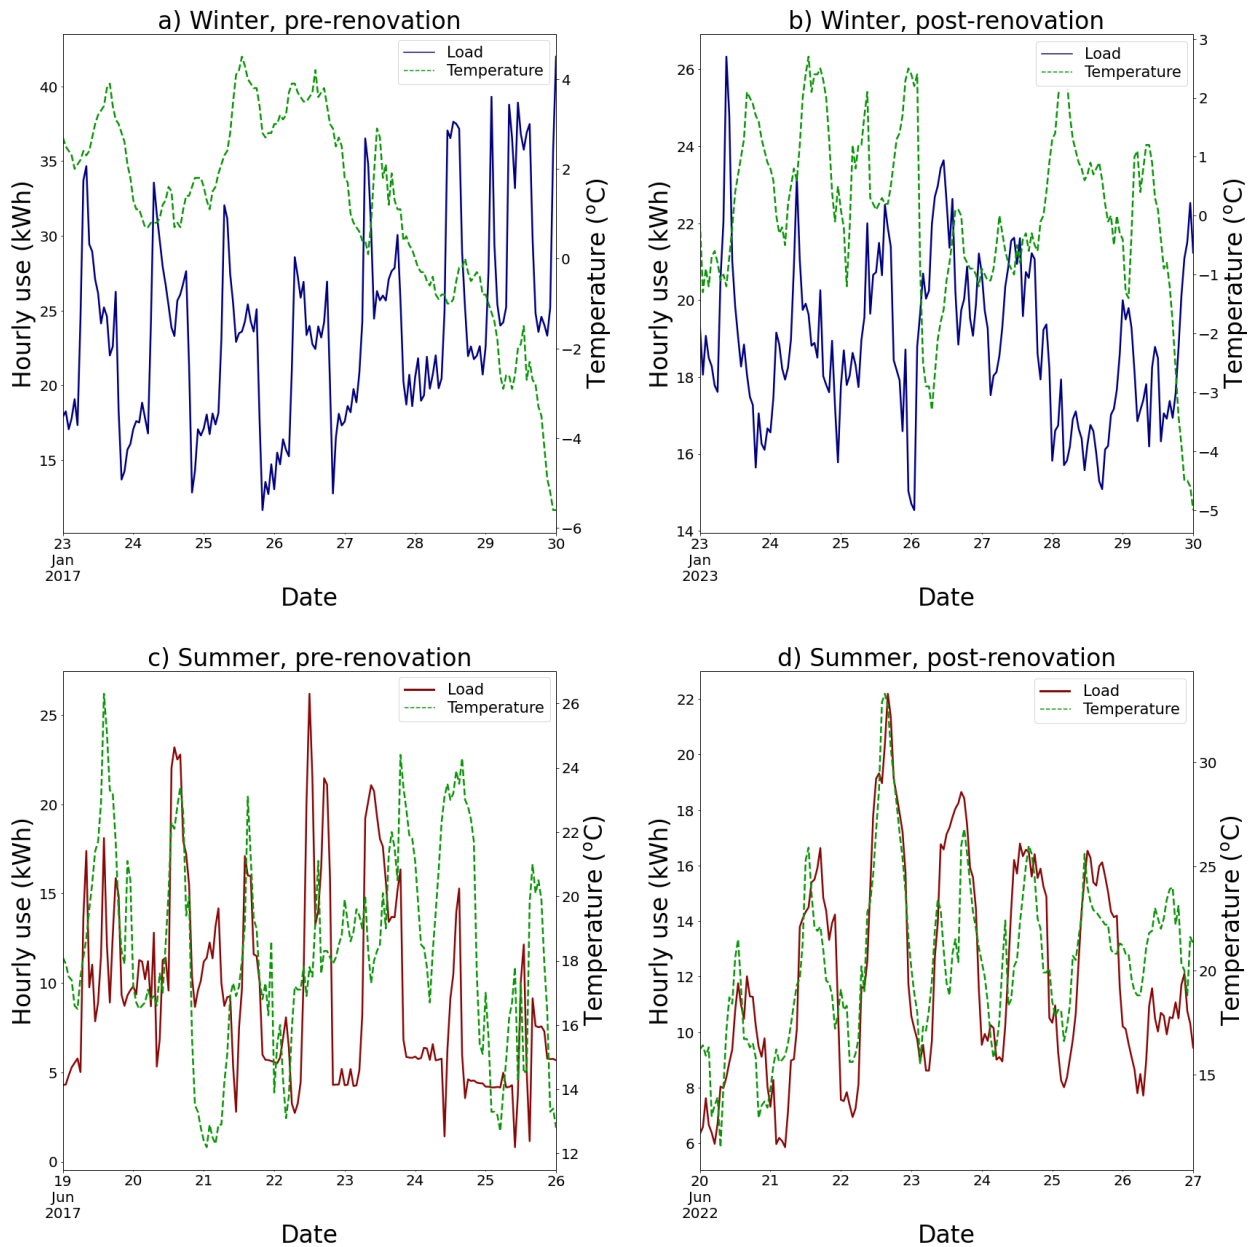 a) Winter, pre-renovation
Load
Temperature
40
35
30
25
20
15
4
2
0
−2
−4
−6
Hourly use (kWh)
Temperature (°C)
23 24 25 26 27 28 29 30
Jan
2017
Date
b) Winter, post-renovation
Load
Temperature
26
24
22
20
18
16
14
3
2
1
0
−1
−2
−3
−4
−5
Hourly use (kWh)
Temperature (°C)
23 24 25 26 27 28 29 30
Jan
2023
Date
c) Summer, pre-renovation
Load
Temperature
25
20
15
10
5
0
26
24
22
20
18
16
14
12
Hourly use (kWh)
Temperature (°C)
19 20 21 22 23 24 25 26
Jun
2017
Date
d) Summer, post-renovation
Load
Temperature
22
20
18
16
14
12
10
8
6
30
25
20
15
Hourly use (kWh)
Temperature (°C)
20 21 22 23 24 25 26 27
Jun
2022
Date